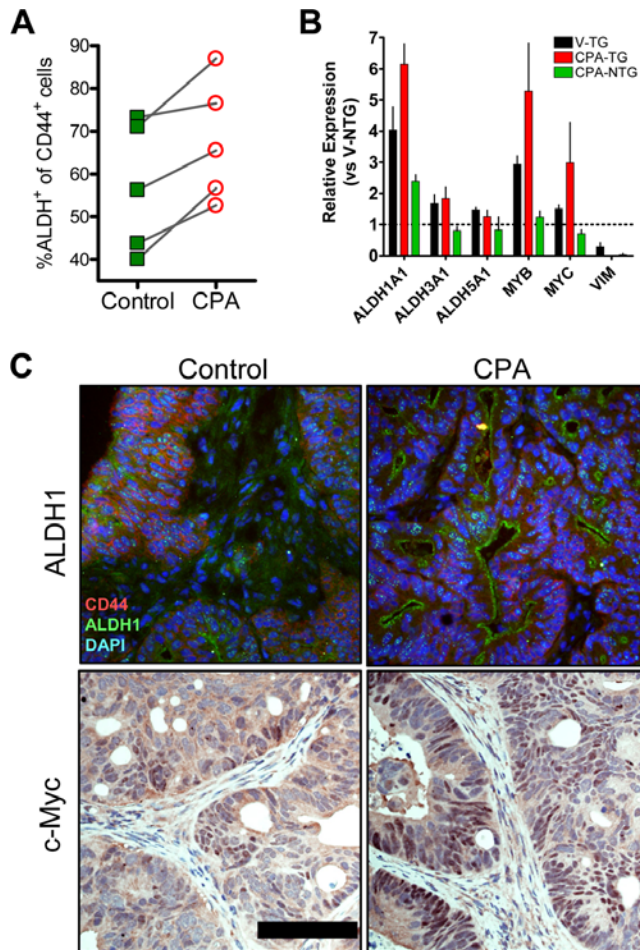 A
%ALDH+ of CD44+ cells
90
80
70
60
50
40
Control
CPA
B
Relative Expression
(vs V-NTG)
7
6
5
4
3
2
1
0
V-TG
CPA-TG
CPA-NTG
ALDH1A1
ALDH3A1
ALDH5A1
MYB
MYC
VIM
C
Control
CPA
ALDH1
CD44
ALDH1
DAPI
c-Myc